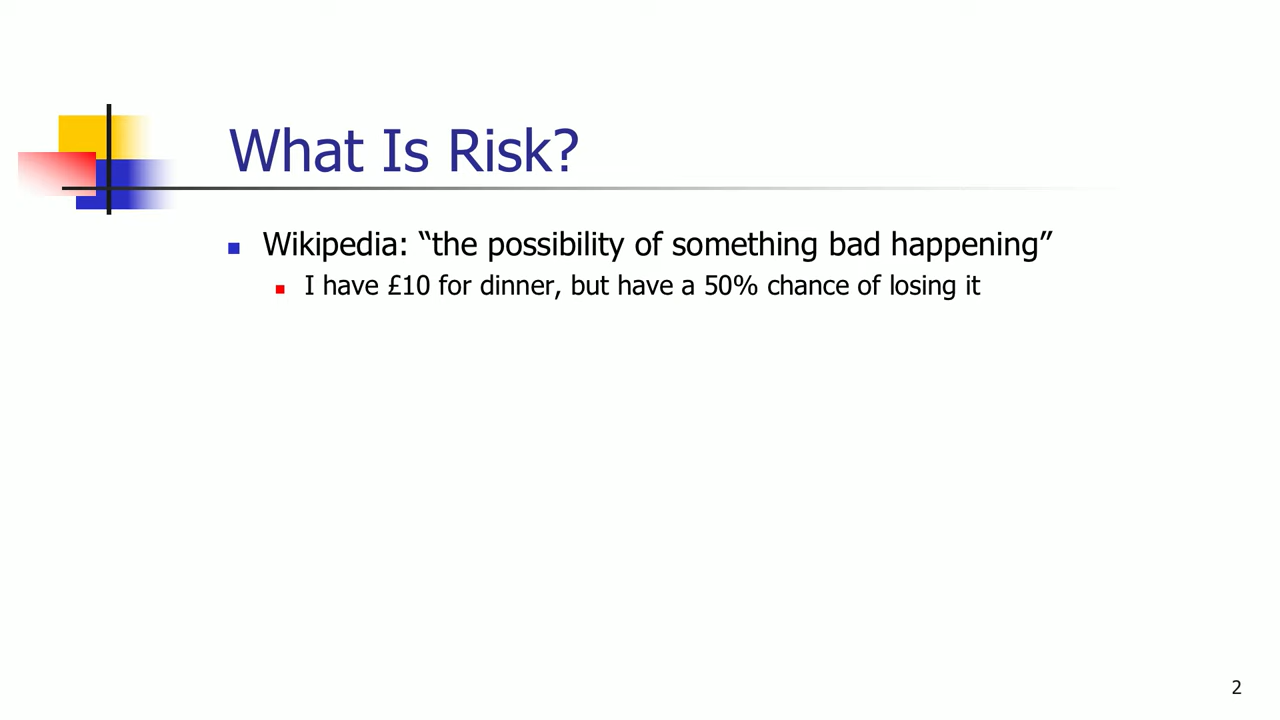 What Is Risk?
Wikipedia: “the possibility of something bad happening”
I have £10 for dinner, but have a 50% chance of losing it
2